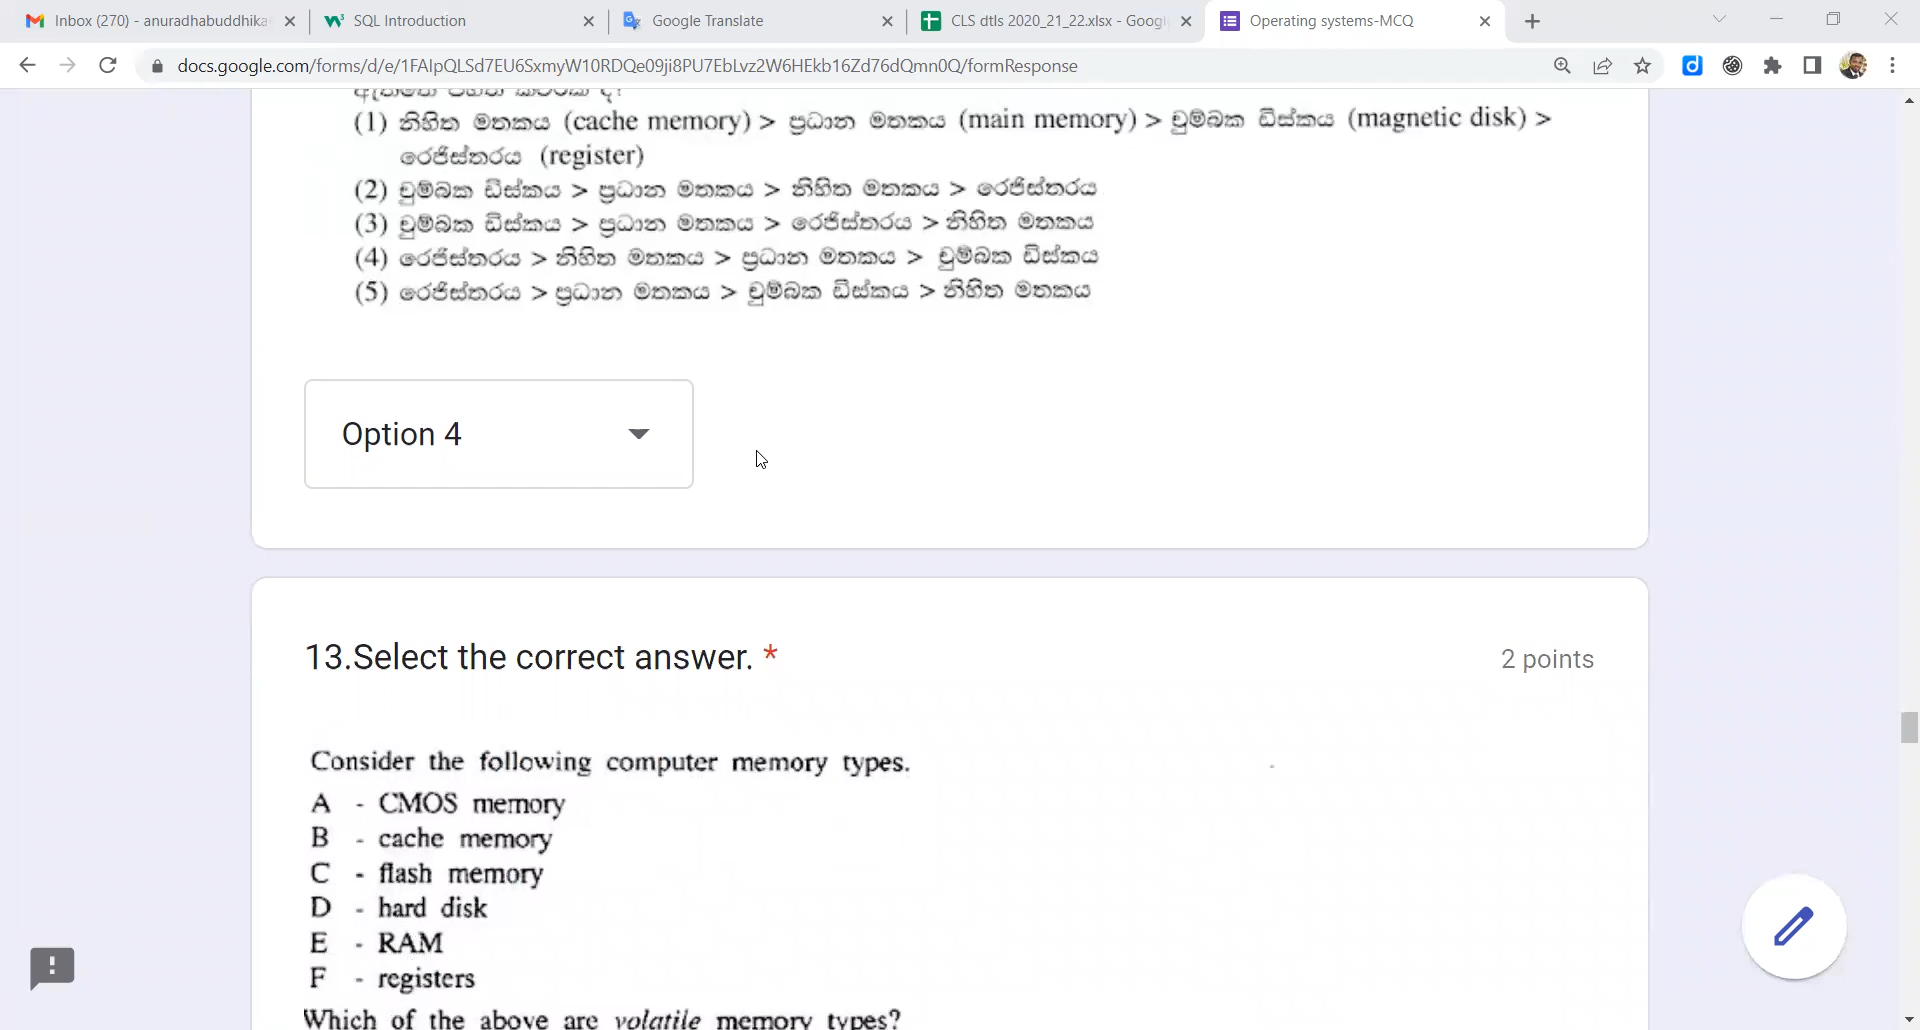 Inbox (270) - anuradhabuddhika
SQL Introduction
Google Translate
CLS dtls 2020_21_22.xlsx - Googl
Operating systems-MCQ
docs.google.com/forms/d/e/1FAIpQLSd7EU6SxmyW10RDQe09ji8PU7EbLvz2W6HEkb16Zd76dQmn0Q/formResponse
(1) නිහිත මතකය (cache memory) > ප්‍රධාන මතකය (main memory) > චුම්බක ඩිස්කය (magnetic disk) >
රෙජිස්තරය (register)
(2) චුම්බක ඩිස්කය > ප්‍රධාන මතකය > නිහිත මතකය > රෙජිස්තරය
(3) චුම්බක ඩිස්කය > ප්‍රධාන මතකය > රෙජිස්තරය > නිහිත මතකය
(4) රෙජිස්තරය > නිහිත මතකය > ප්‍රධාන මතකය > චුම්බක ඩිස්කය
(5) රෙජිස්තරය > ප්‍රධාන මතකය > චුම්බක ඩිස්කය > නිහිත මතකය
Option 4
13.Select the correct answer. *
2 points
Consider the following computer memory types.
A - CMOS memory
B - cache memory
C - flash memory
D - hard disk
E - RAM
F - registers
Which of the above are volatile memory types?